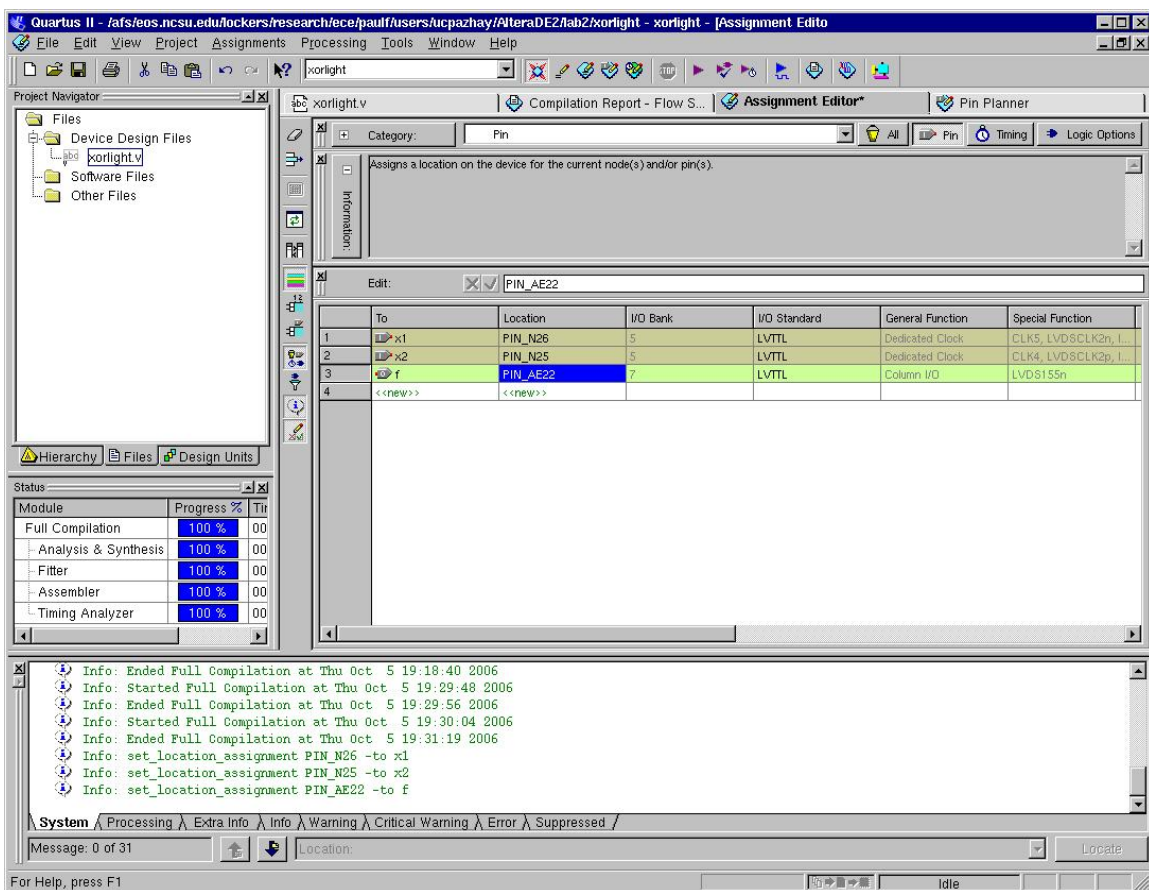 Quartus II - /afs/eos.ncsu.edu/lockers/research/ece/paulf/users/ucpazhay/AlteraDE2/lab2/xorlight - xorlight - [Assignment Edito
File Edit View Project Assignments Processing Tools Window Help
xorlight
Project Navigator
Files
Device Design Files
abc xorlight.v
Software Files
Other Files
Hierarchy Files Design Units
abc xorlight.v Compilation Report - Flow S... Assignment Editor* Pin Planner
Category: Pin All Pin Timing Logic Options
Assigns a location on the device for the current node(s) and/or pin(s).
Information:
Edit: PIN_AE22
To Location I/O Bank I/O Standard General Function Special Function
1 x1 PIN_N26 5 LVTTL Dedicated Clock CLK5, LVDSCLK2n, I...
2 x2 PIN_N25 5 LVTTL Dedicated Clock CLK4, LVDSCLK2p, I...
3 f PIN_AE22 7 LVTTL Column I/O LVDS155n
4 <<new>> <<new>>
Status
Module Progress % Tir
Full Compilation 100 % 00
Analysis & Synthesis 100 % 00
Fitter 100 % 00
Assembler 100 % 00
Timing Analyzer 100 % 00
Info: Ended Full Compilation at Thu Oct 5 19:18:40 2006
Info: Started Full Compilation at Thu Oct 5 19:29:48 2006
Info: Ended Full Compilation at Thu Oct 5 19:29:56 2006
Info: Started Full Compilation at Thu Oct 5 19:30:04 2006
Info: Ended Full Compilation at Thu Oct 5 19:31:19 2006
Info: set_location_assignment PIN_N26 -to x1
Info: set_location_assignment PIN_N25 -to x2
Info: set_location_assignment PIN_AE22 -to f
System Processing Extra Info Info Warning Critical Warning Error Suppressed
Message: 0 of 31 Location: Locate
For Help, press F1 Idle